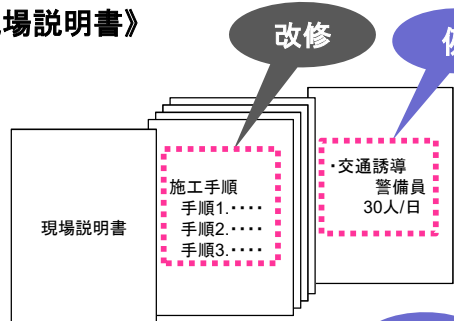 場説明書》
改修
現場説明書
施工手順
手順1.‥‥
手順2.‥‥
手順3.‥‥
・交通誘導
警備員
30人/日